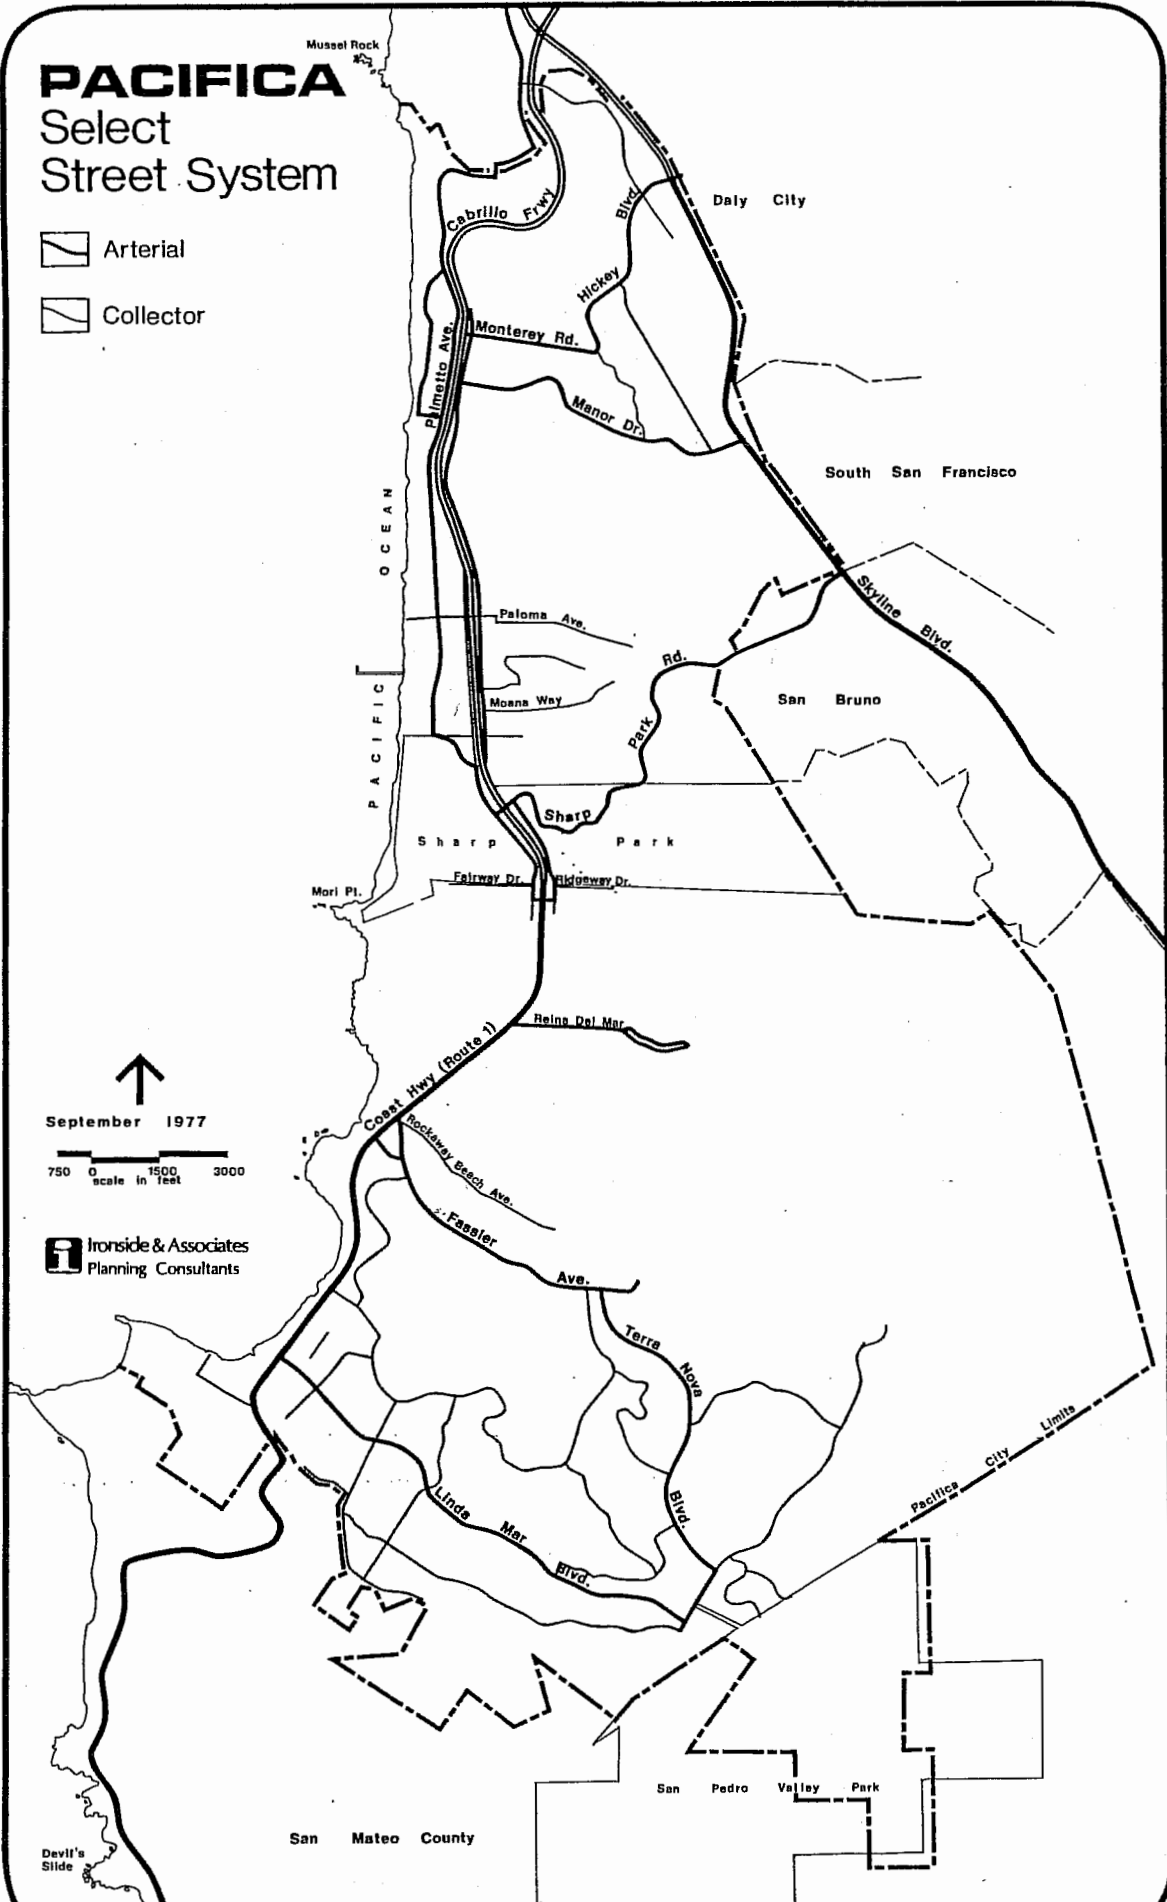 Mussel Rock
PACIFICA
Select
Street System
Arterial
Collector
Daly City
Cabrillo Frwy
Hickey Blvd.
Monterey Rd.
Palmetto Ave.
Manor Dr.
South San Francisco
PACIFIC OCEAN
Skyline Blvd.
Paloma Ave.
Sharp Park Rd.
San Bruno
Moana Way
Sharp Park
Fairway Dr.
Ridgeway Dr.
Mori Pt.
Reina Del Mar
Coast Hwy (Route 1)
September 1977
750 0 1500 3000
scale in feet
Rockaway Beach Ave.
Fassler Ave.
i Ironside & Associates
Planning Consultants
Terra Nova Blvd.
Pacifica City Limits
Linda Mar Blvd.
San Pedro Valley Park
San Mateo County
Devil's
Slide